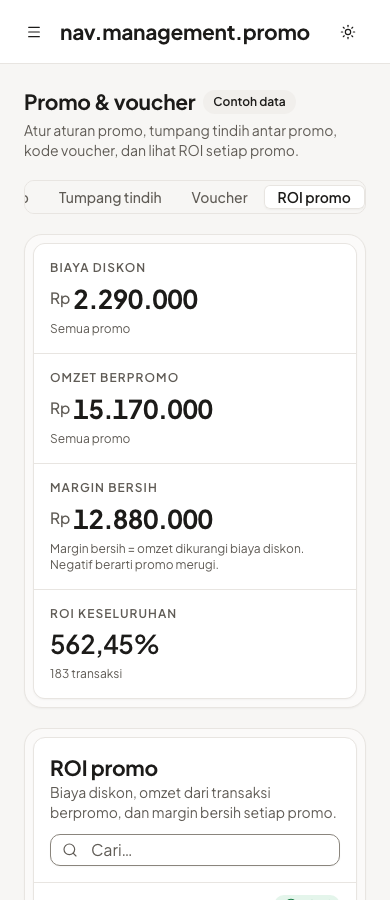 nav.management.promo
Promo & voucher
Contoh data
Atur aturan promo, tumpang tindih antar promo,
kode voucher, dan lihat ROI setiap promo.
Tumpang tindih
Voucher
ROI promo
BIAYA DISKON
Rp 2.290.000
Semua promo
OMZET BERPROMO
Rp 15.170.000
Semua promo
MARGIN BERSIH
Rp 12.880.000
Margin bersih = omzet dikurangi biaya diskon.
Negatif berarti promo merugi.
ROI KESELURUHAN
562,45%
183 transaksi
ROI promo
Biaya diskon, omzet dari transaksi
berpromo, dan margin bersih setiap promo.
Cari…